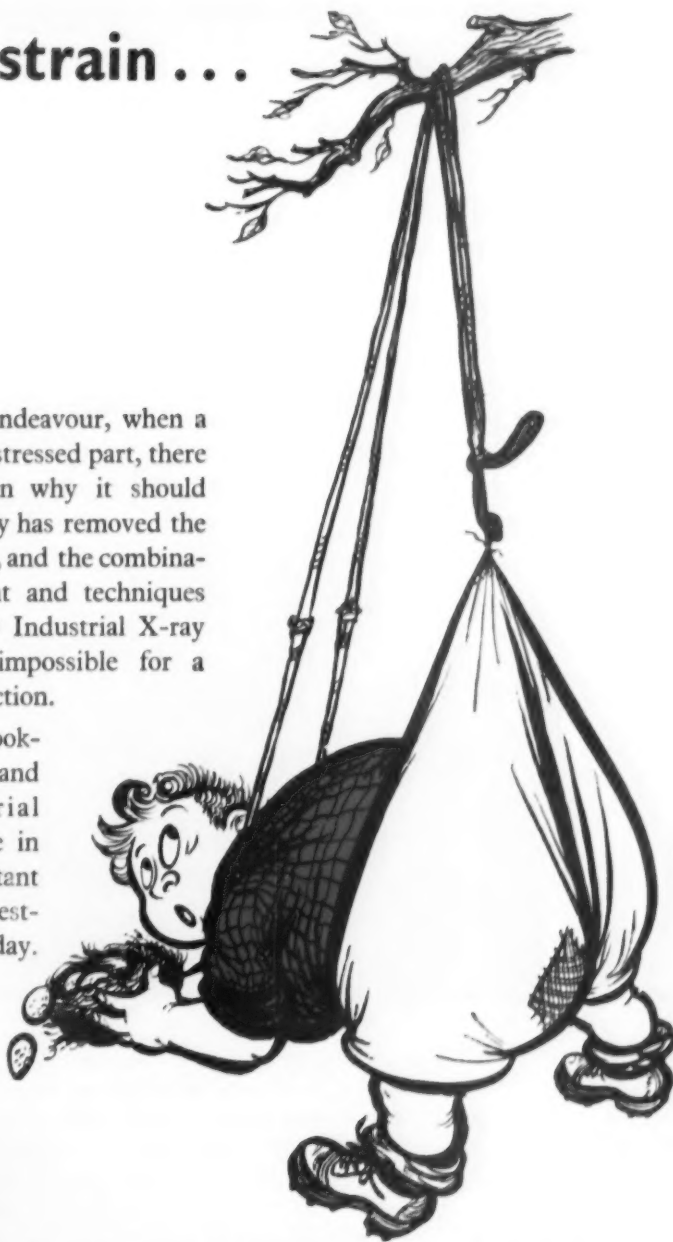 strain...
ndeavour, when a
stressed part, there
n why it should
y has removed the
, and the combina-
t and techniques
Industrial X-ray
impossible for a
ction.
ook-
and
rial
e in
tant
est-
day.